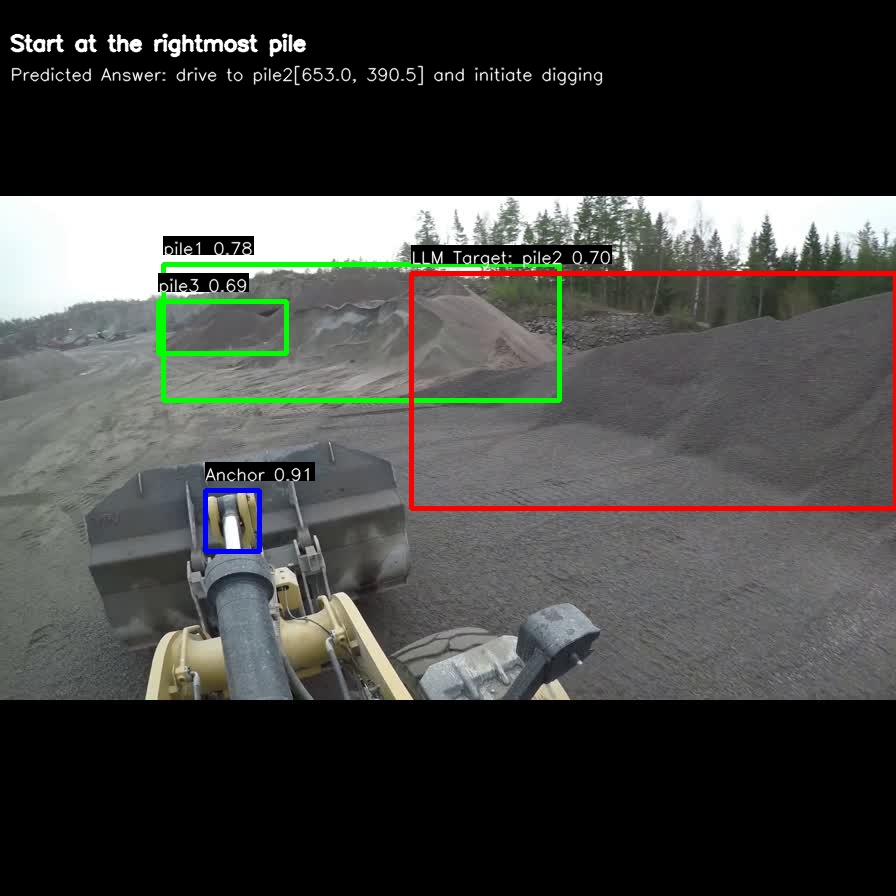 Start at the rightmost pile
Predicted Answer: drive to pile2[653.0, 390.5] and initiate digging
pile1 0.78
LLM Target: pile2 0.70
pile3 0.69
Anchor 0.91